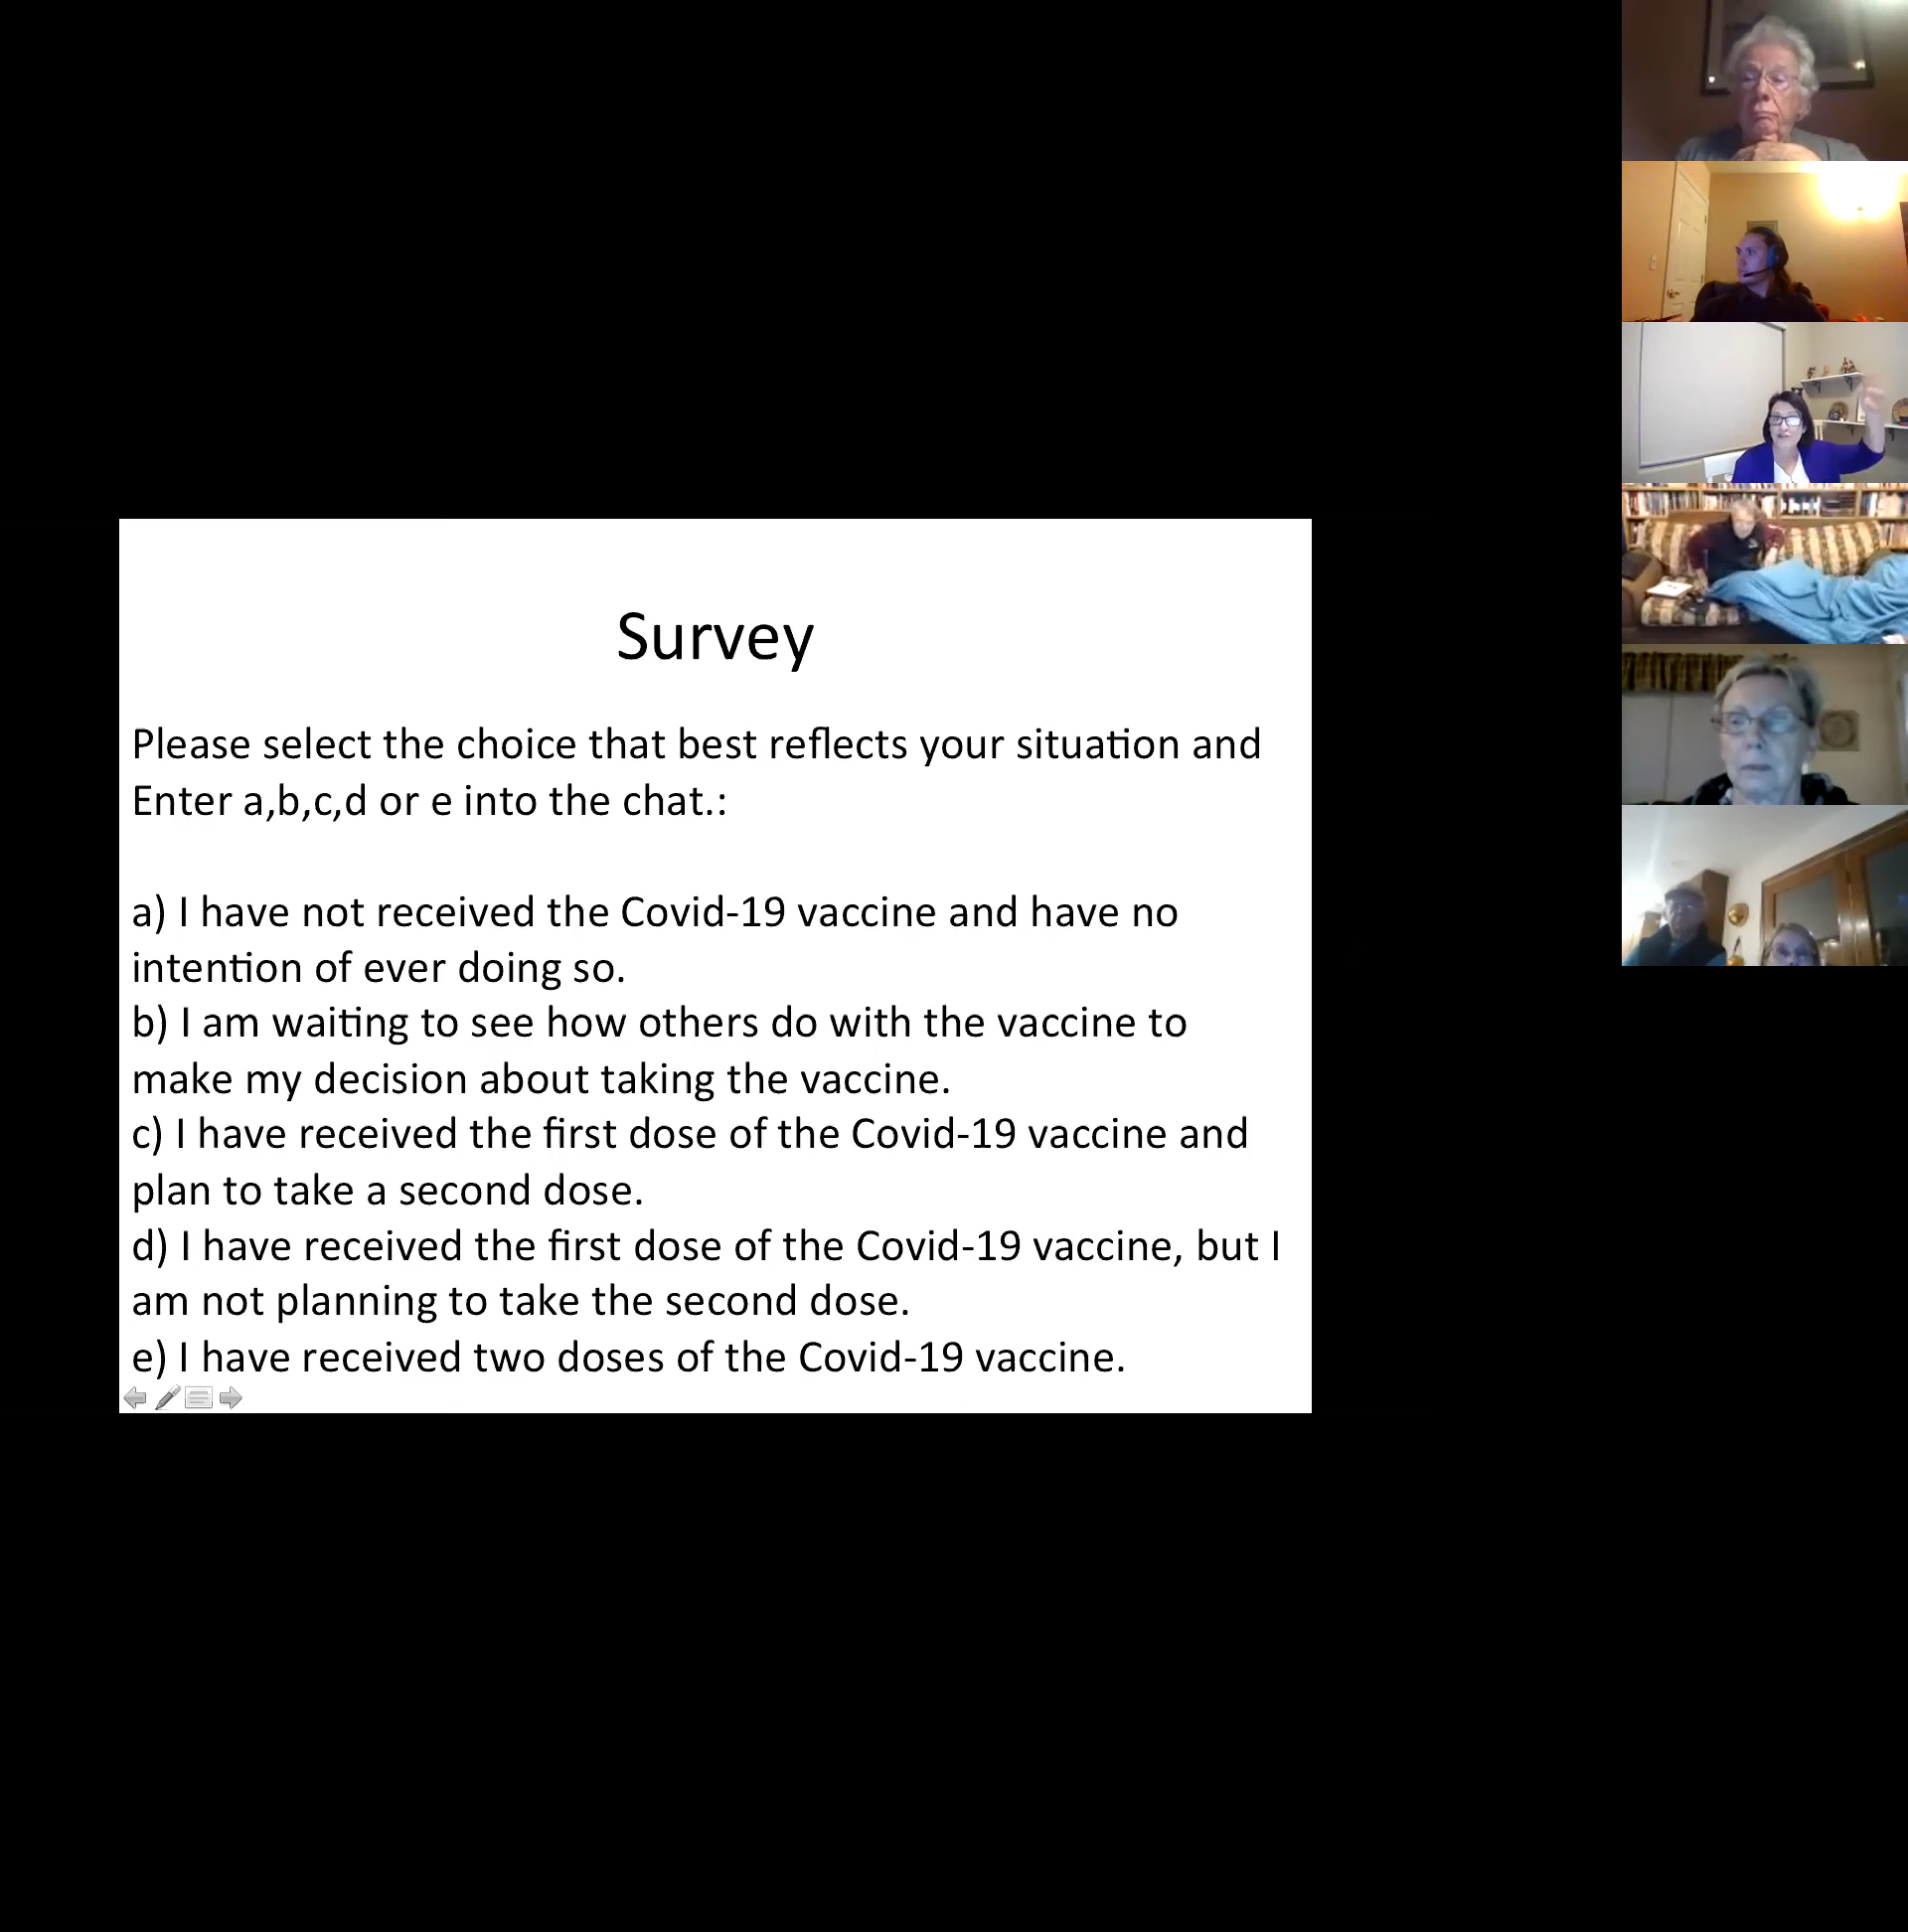 Survey
Please select the choice that best reflects your situation and
Enter a,b,c,d or e into the chat.:
a) I have not received the Covid-19 vaccine and have no
intention of ever doing so.
b) I am waiting to see how others do with the vaccine to
make my decision about taking the vaccine.
c) I have received the first dose of the Covid-19 vaccine and
plan to take a second dose.
d) I have received the first dose of the Covid-19 vaccine, but I
am not planning to take the second dose.
e) I have received two doses of the Covid-19 vaccine.